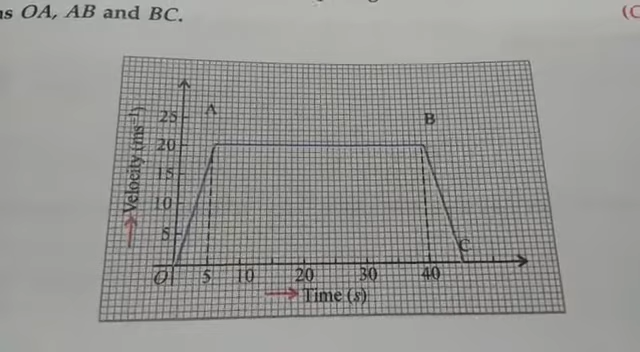 as OA, AB and BC.
(C
A
B
25
20
15
10
5
Velocity (ms⁻¹)
C
O 5 10 20 30 40
Time (s)